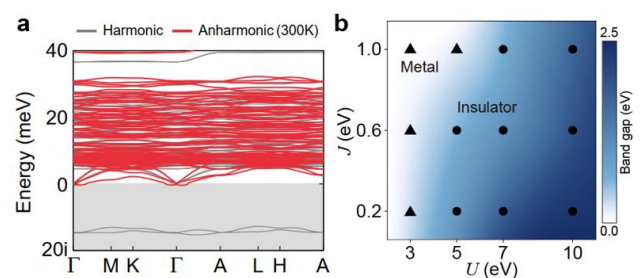 a
Harmonic
Anharmonic (300K)
Energy (meV)
40
20
0
20i
Γ M K Γ A L H A
b
J (eV)
1.0
0.6
0.2
Metal
Insulator
3 5 7 10
U (eV)
2.5
0.0
Band gap (eV)